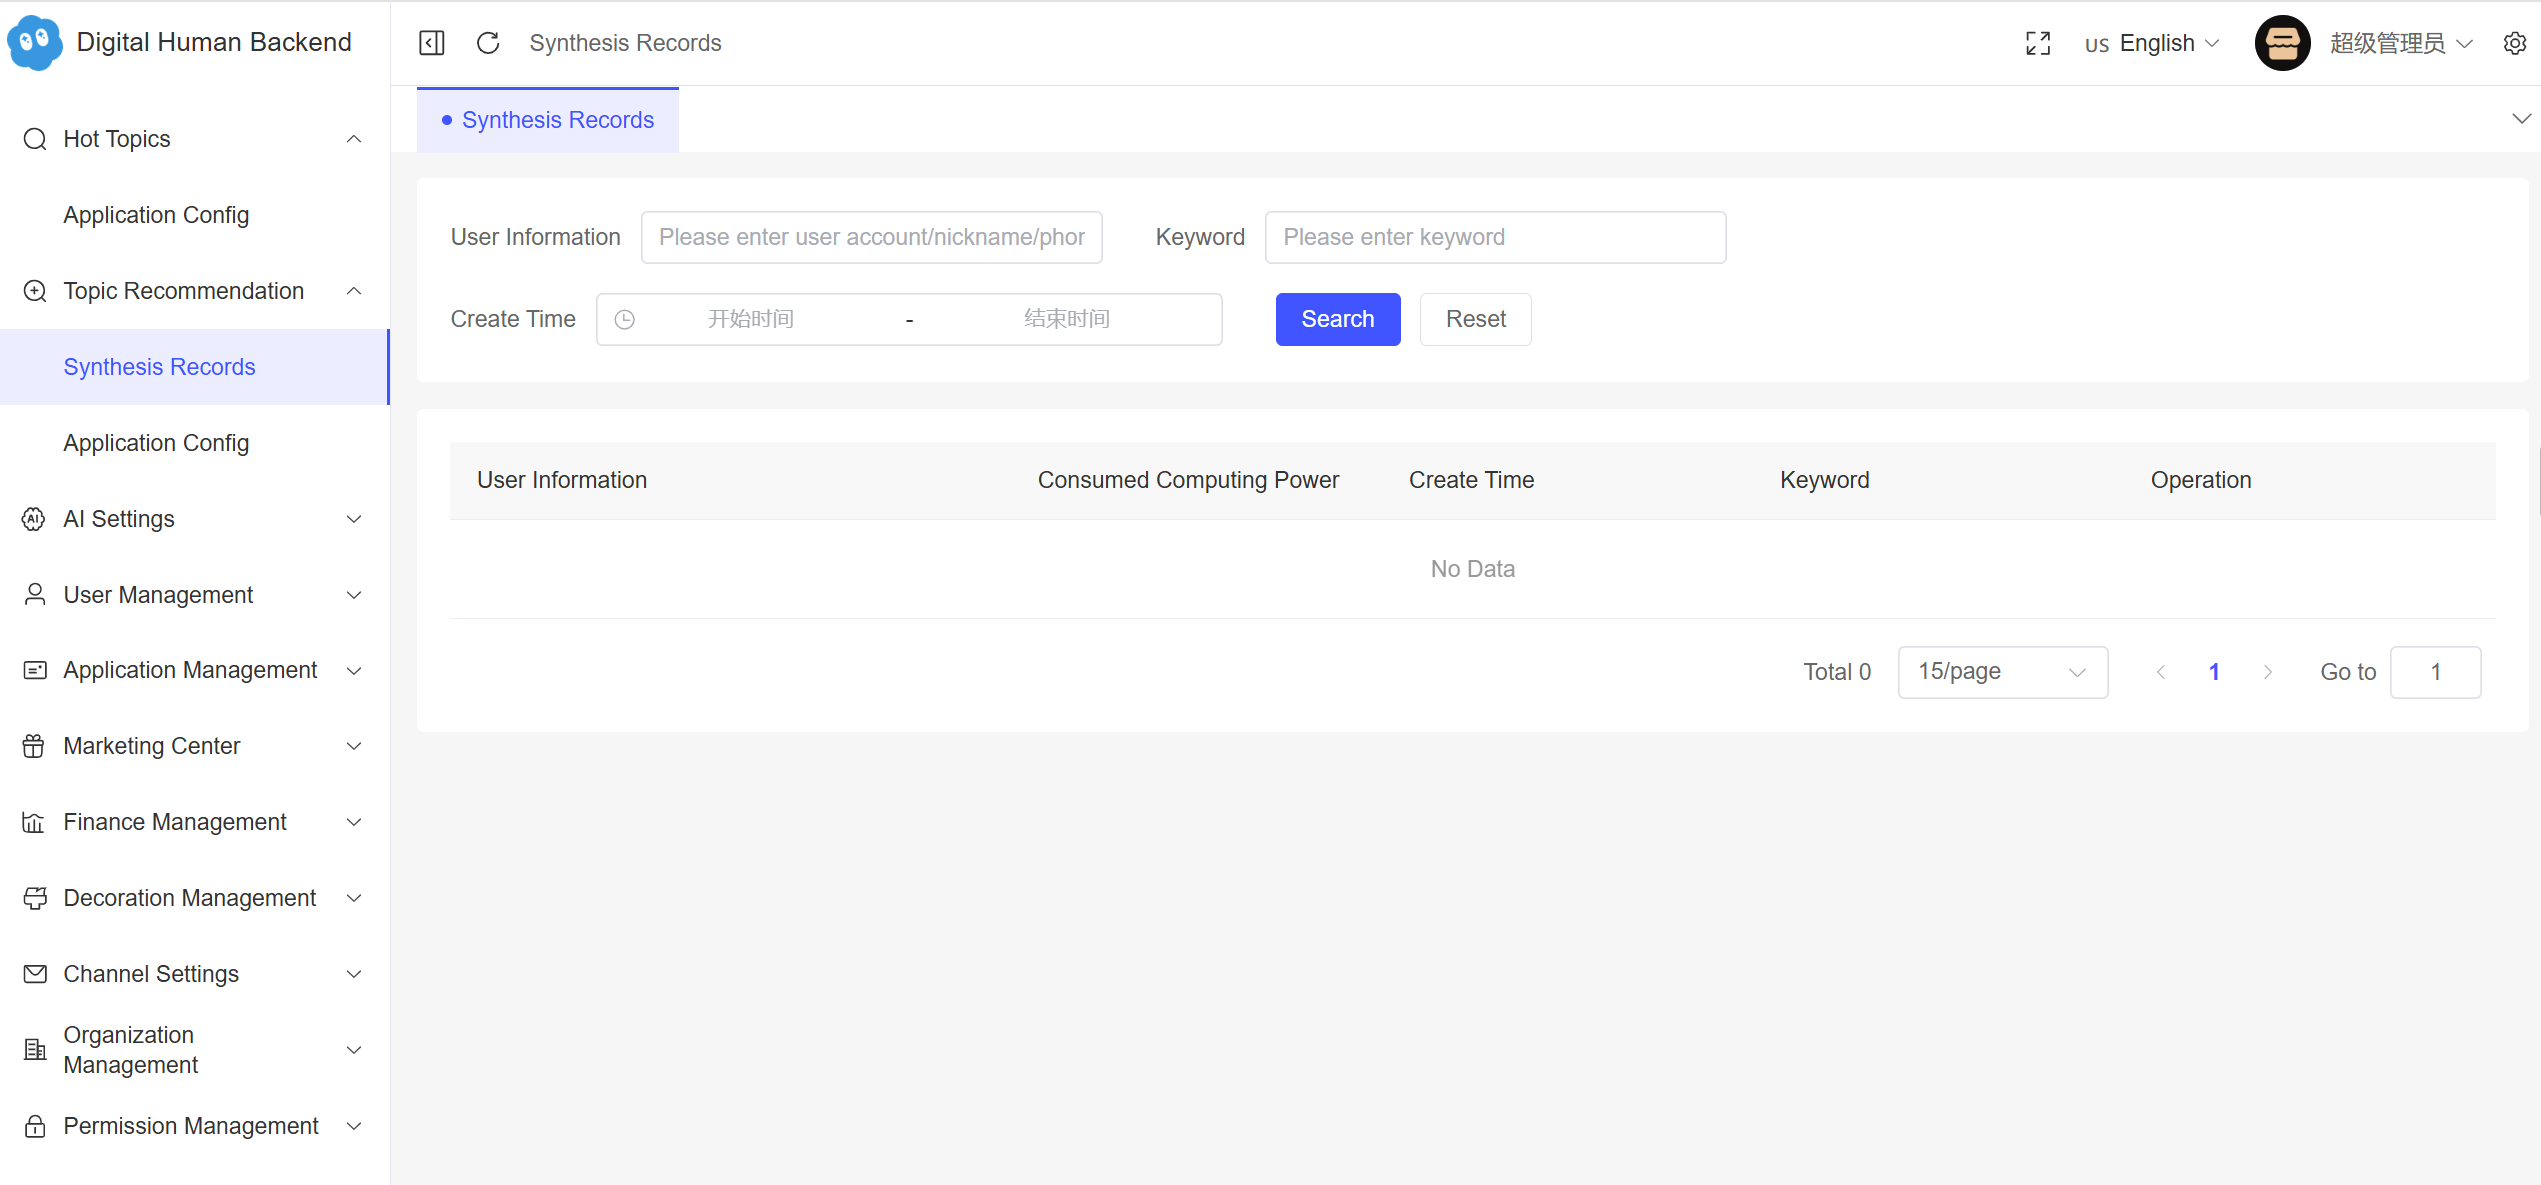 Digital Human Backend
Synthesis Records
US English
超级管理员
Hot Topics
Application Config
Topic Recommendation
Synthesis Records
Application Config
AI Settings
User Management
Application Management
Marketing Center
Finance Management
Decoration Management
Channel Settings
Organization
Management
Permission Management
Synthesis Records
User Information
Please enter user account/nickname/phor
Keyword
Please enter keyword
Create Time
开始时间
-
结束时间
Search
Reset
User Information
Consumed Computing Power
Create Time
Keyword
Operation
No Data
Total 0
15/page
1
Go to
1